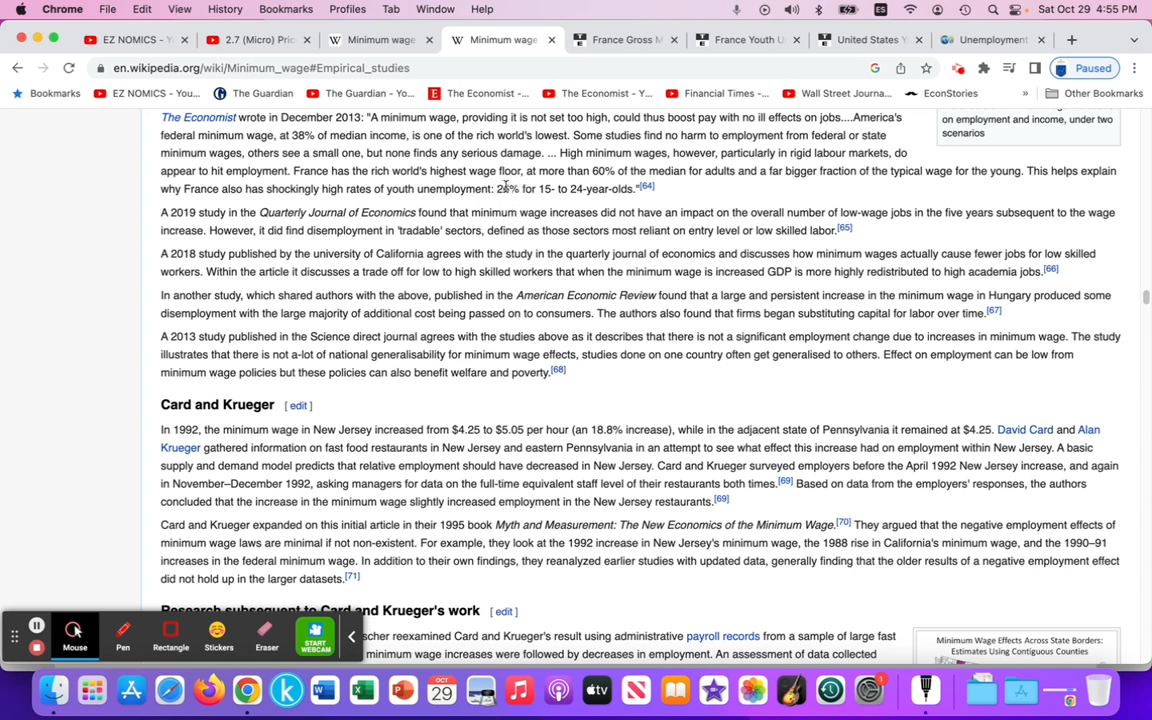 Chrome File Edit View History Bookmarks Profiles Tab Window Help ES Sat Oct 29 4:55 PM
EZ NOMICS - Yo 2.7 (Micro) Pric Minimum wage Minimum wage France Gross M France Youth U United States Y Unemployment
en.wikipedia.org/wiki/Minimum_wage#Empirical_studies Paused
Bookmarks EZ NOMICS - You... The Guardian The Guardian - Yo... The Economist... The Economist - Y... Financial Times -... Wall Street Journa... EconStories » Other Bookmarks
The Economist wrote in December 2013: "A minimum wage, providing it is not set too high, could thus boost pay with no ill effects on jobs....America's
federal minimum wage, at 38% of median income, is one of the rich world's lowest. Some studies find no harm to employment from federal or state
minimum wages, others see a small one, but none finds any serious damage. ... High minimum wages, however, particularly in rigid labour markets, do
appear to hit employment. France has the rich world's highest wage floor, at more than 60% of the median for adults and a far bigger fraction of the typical wage for the young. This helps explain
why France also has shockingly high rates of youth unemployment: 26% for 15- to 24-year-olds."[64]
on employment and income, under two
scenarios
A 2019 study in the Quarterly Journal of Economics found that minimum wage increases did not have an impact on the overall number of low-wage jobs in the five years subsequent to the wage
increase. However, it did find disemployment in 'tradable' sectors, defined as those sectors most reliant on entry level or low skilled labor.[65]
A 2018 study published by the university of California agrees with the study in the quarterly journal of economics and discusses how minimum wages actually cause fewer jobs for low skilled
workers. Within the article it discusses a trade off for low to high skilled workers that when the minimum wage is increased GDP is more highly redistributed to high academia jobs.[66]
In another study, which shared authors with the above, published in the American Economic Review found that a large and persistent increase in the minimum wage in Hungary produced some
disemployment with the large majority of additional cost being passed on to consumers. The authors also found that firms began substituting capital for labor over time.[67]
A 2013 study published in the Science direct journal agrees with the studies above as it describes that there is not a significant employment change due to increases in minimum wage. The study
illustrates that there is not a-lot of national generalisability for minimum wage effects, studies done on one country often get generalised to others. Effect on employment can be low from
minimum wage policies but these policies can also benefit welfare and poverty.[68]
Card and Krueger [ edit ]
In 1992, the minimum wage in New Jersey increased from $4.25 to $5.05 per hour (an 18.8% increase), while in the adjacent state of Pennsylvania it remained at $4.25. David Card and Alan
Krueger gathered information on fast food restaurants in New Jersey and eastern Pennsylvania in an attempt to see what effect this increase had on employment within New Jersey. A basic
supply and demand model predicts that relative employment should have decreased in New Jersey. Card and Krueger surveyed employers before the April 1992 New Jersey increase, and again
in November–December 1992, asking managers for data on the full-time equivalent staff level of their restaurants both times.[69] Based on data from the employers' responses, the authors
concluded that the increase in the minimum wage slightly increased employment in the New Jersey restaurants.[69]
Card and Krueger expanded on this initial article in their 1995 book Myth and Measurement: The New Economics of the Minimum Wage.[70] They argued that the negative employment effects of
minimum wage laws are minimal if not non-existent. For example, they look at the 1992 increase in New Jersey's minimum wage, the 1988 rise in California's minimum wage, and the 1990–91
increases in the federal minimum wage. In addition to their own findings, they reanalyzed earlier studies with updated data, generally finding that the older results of a negative employment effect
did not hold up in the larger datasets.[71]
Research subsequent to Card and Krueger's work [ edit ]
scher reexamined Card and Krueger's result using administrative payroll records from a sample of large fast
minimum wage increases were followed by decreases in employment. An assessment of data collected
Minimum Wage Effects Across State Borders:
Estimates Using Contiguous Counties
Mouse Pen Rectangle Stickers Eraser START WEBCAM
OCT
29
1